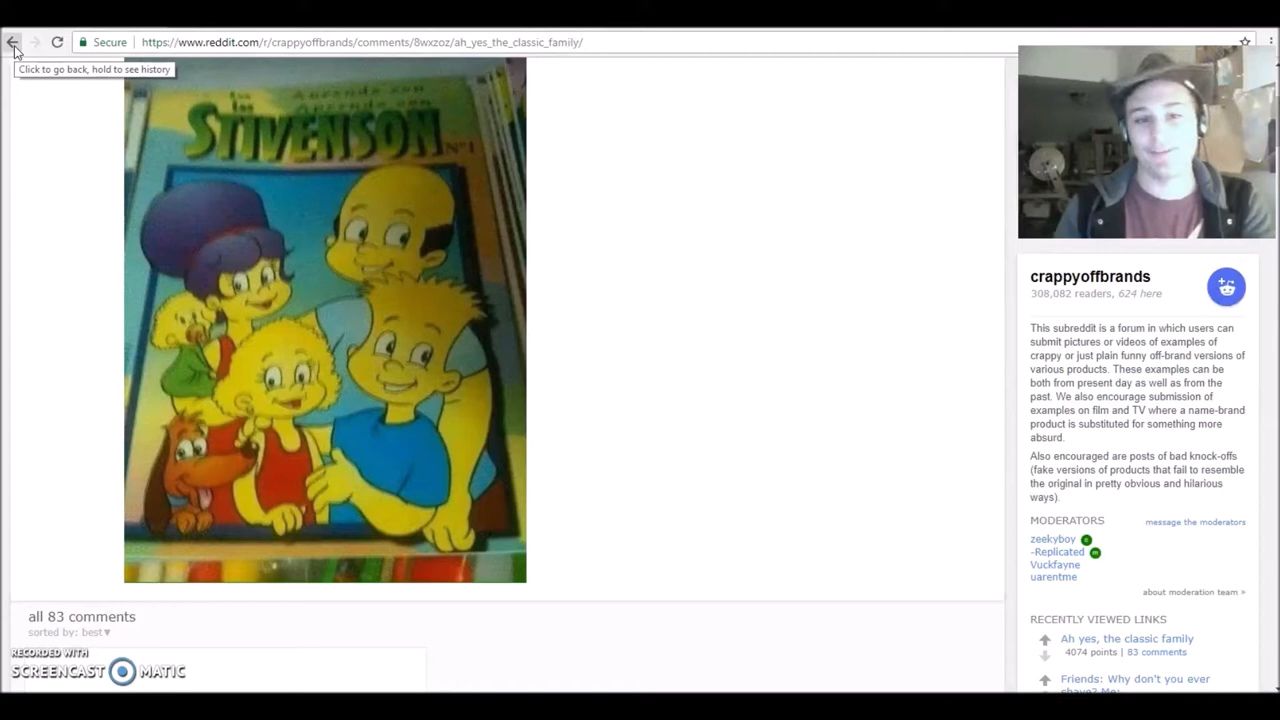 Secure
https://www.reddit.com/r/crappyoffbrands/comments/8wxzoz/ah_yes_the_classic_family/
Click to go back, hold to see history
Aprende con
los
STIVENSON
Nº1
crappyoffbrands
308,082 readers, 624 here
This subreddit is a forum in which users can
submit pictures or videos of examples of
crappy or just plain funny off-brand versions of
various products. These examples can be
both from present day as well as from the
past. We also encourage submission of
examples on film and TV where a name-brand
product is substituted for something more
absurd.
Also encouraged are posts of bad knock-offs
(fake versions of products that fail to resemble
the original in pretty obvious and hilarious
ways).
MODERATORS
message the moderators
zeekyboy
-Replicated
Vuckfayne
uarentme
about moderation team »
RECENTLY VIEWED LINKS
Ah yes, the classic family
4074 points | 83 comments
Friends: Why don't you ever
shave? Me:
all 83 comments
sorted by: best▼
RECORDED WITH
SCREENCAST MATIC